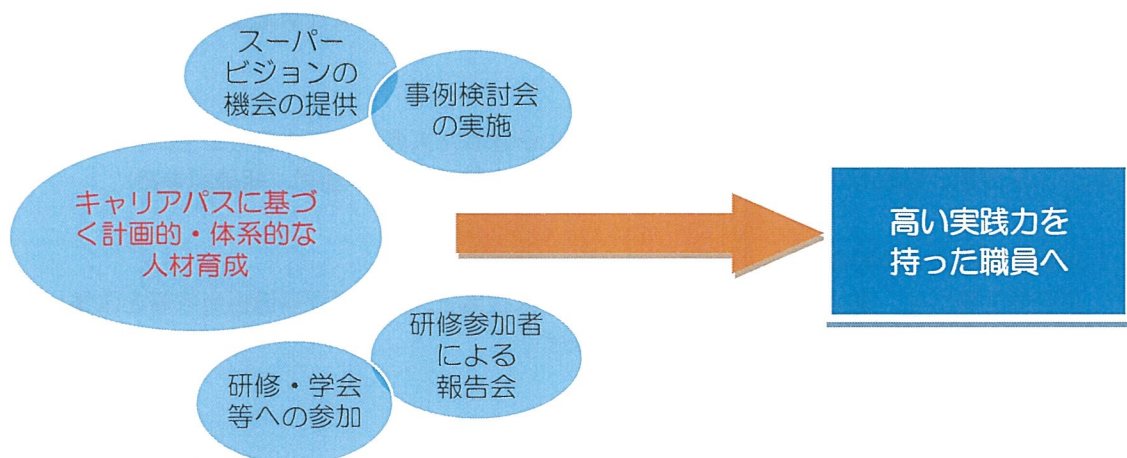 スーパー
ビジョンの
機会の提供
事例検討会
の実施
キャリアパスに基づ
く計画的・体系的な
人材育成
高い実践力を
持った職員へ
研修参加者
による
報告会
研修・学会
等への参加